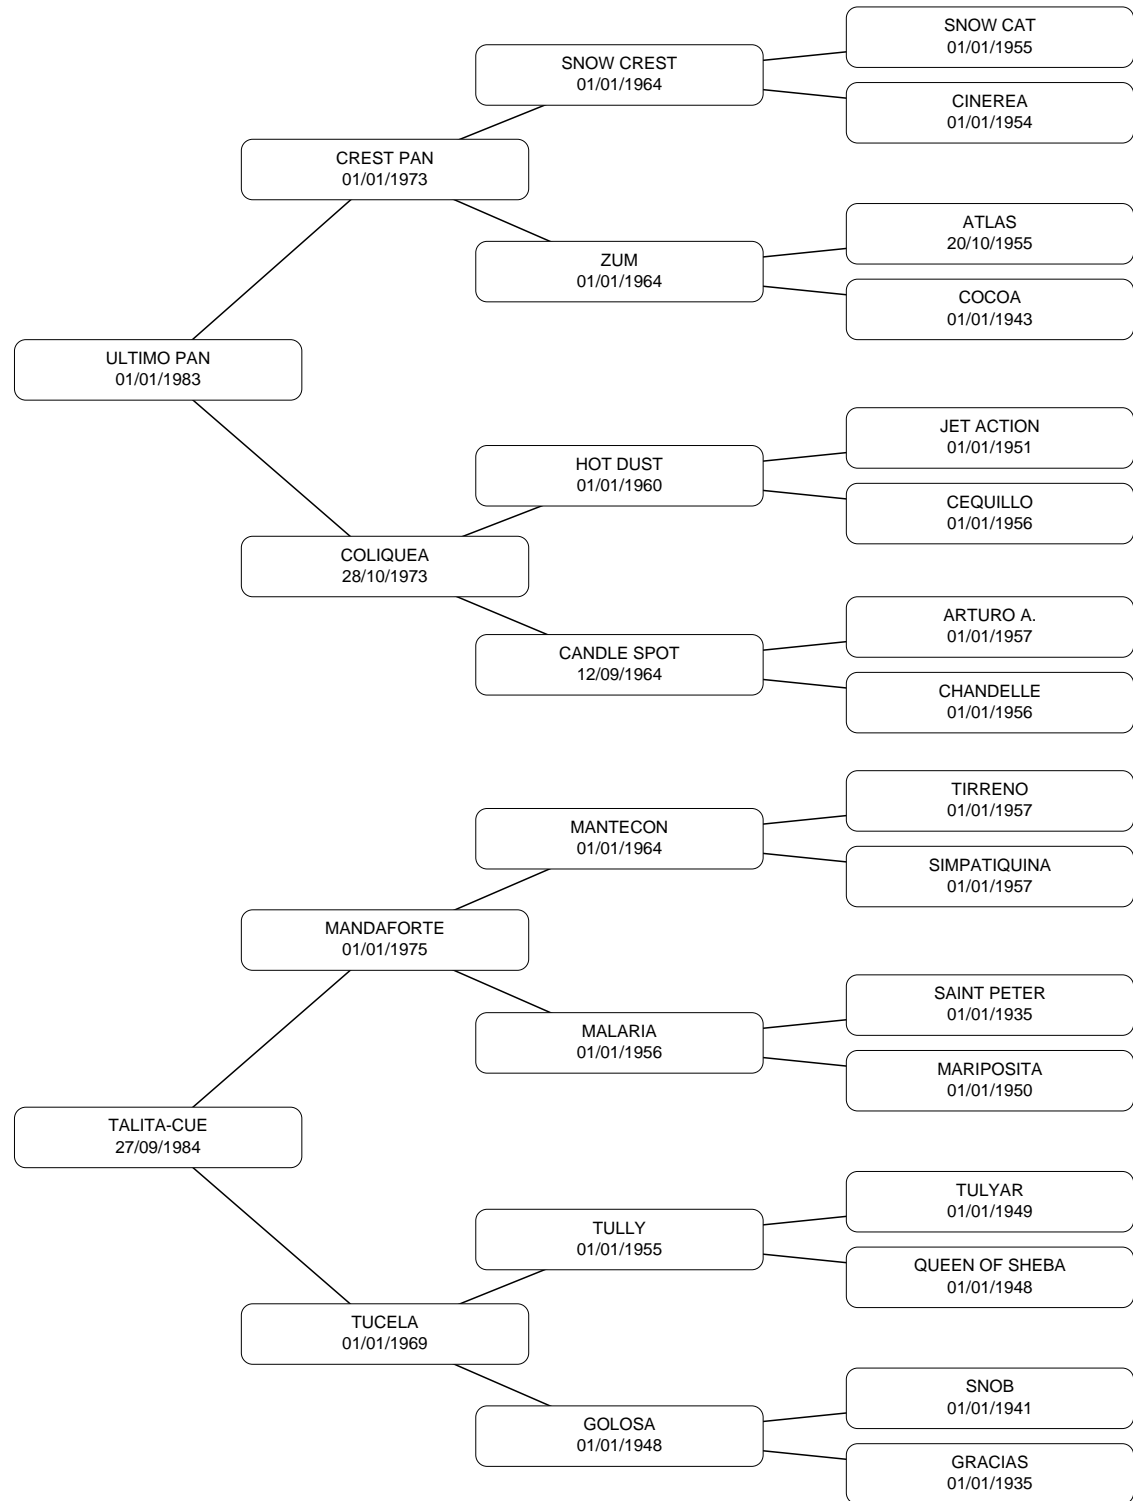 SNOW CAT
01/01/1955
SNOW CREST
01/01/1964
CINEREA
01/01/1954
CREST PAN
01/01/1973
ATLAS
20/10/1955
ZUM
01/01/1964
COCOA
01/01/1943
ULTIMO PAN
01/01/1983
JET ACTION
01/01/1951
HOT DUST
01/01/1960
CEQUILLO
01/01/1956
COLIQUEA
28/10/1973
ARTURO A.
01/01/1957
CANDLE SPOT
12/09/1964
CHANDELLE
01/01/1956
TIRRENO
01/01/1957
MANTECON
01/01/1964
SIMPATIQUINA
01/01/1957
MANDAFORTE
01/01/1975
SAINT PETER
01/01/1935
MALARIA
01/01/1956
MARIPOSITA
01/01/1950
TALITA-CUE
27/09/1984
TULYAR
01/01/1949
TULLY
01/01/1955
QUEEN OF SHEBA
01/01/1948
TUCELA
01/01/1969
SNOB
01/01/1941
GOLOSA
01/01/1948
GRACIAS
01/01/1935